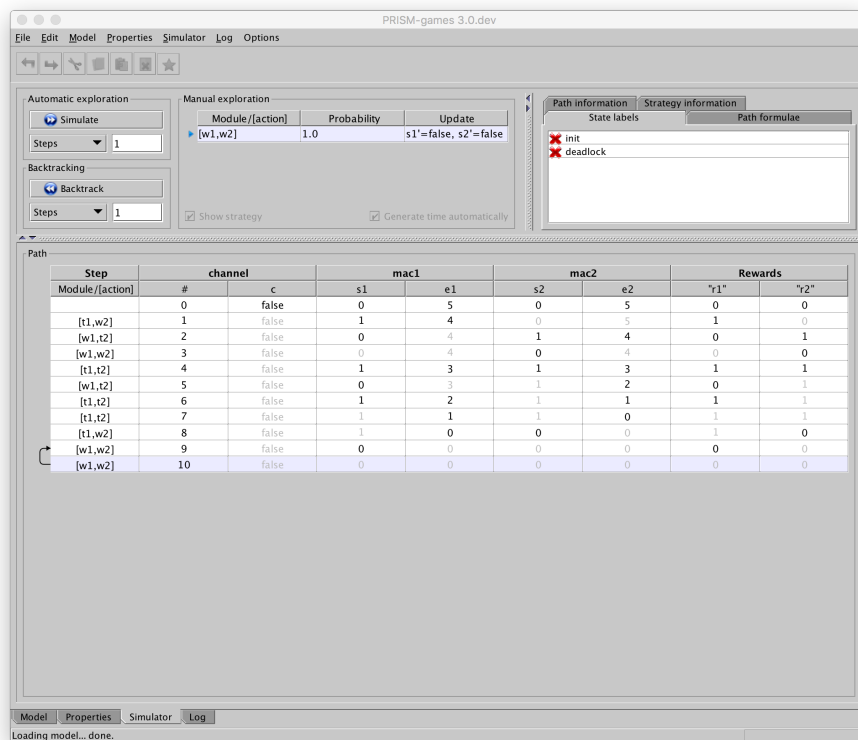 PRISM-games 3.0.dev
File Edit Model Properties Simulator Log Options
Automatic exploration
Simulate
Steps 1
Backtracking
Backtrack
Steps 1
Manual exploration
Module/[action] Probability Update
[w1,w2] 1.0 s1'=false, s2'=false
Show strategy Generate time automatically
Path information Strategy information
State labels Path formulae
init
deadlock
Path
Step channel mac1 mac2 Rewards
Module/[action] # c s1 e1 s2 e2 "r1" "r2"
0 false 0 5 0 5 0 0
[t1,w2] 1 false 1 4 0 5 1 0
[w1,t2] 2 false 0 4 1 4 0 1
[w1,w2] 3 false 0 4 0 4 0 0
[t1,t2] 4 false 1 3 1 3 1 1
[w1,t2] 5 false 0 3 1 2 0 1
[t1,t2] 6 false 1 2 1 1 1 1
[t1,t2] 7 false 1 1 1 0 1 1
[t1,w2] 8 false 1 0 0 0 1 0
[w1,w2] 9 false 0 0 0 0 0 0
[w1,w2] 10 false 0 0 0 0 0 0
Model Properties Simulator Log
Loading model... done.